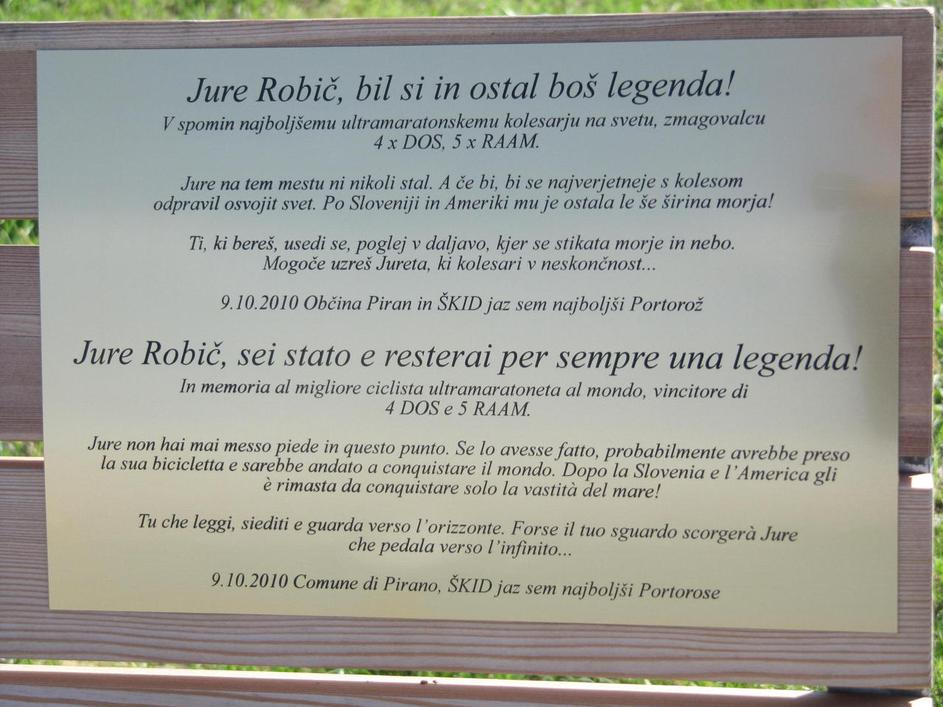 Jure Robič, bil si in ostal boš legenda!
V spomin najboljšemu ultramaratonskemu kolesarju na svetu, zmagovalcu
4 x DOS, 5 x RAAM.
Jure na tem mestu ni nikoli stal. A če bi, bi se najverjetneje s kolesom
odpravil osvojit svet. Po Sloveniji in Ameriki mu je ostala le še širina morja!
Ti, ki bereš, usedi se, poglej v daljavo, kjer se stikata morje in nebo.
Mogoče uzreš Jureta, ki kolesari v neskončnost...
9.10.2010 Občina Piran in ŠKID jaz sem najboljši Portorož
Jure Robič, sei stato e resterai per sempre una legenda!
In memoria al migliore ciclista ultramaratoneta al mondo, vincitore di
4 DOS e 5 RAAM.
Jure non hai mai messo piede in questo punto. Se lo avesse fatto, probabilmente avrebbe preso
la sua bicicletta e sarebbe andato a conquistare il mondo. Dopo la Slovenia e l'America gli
è rimasta da conquistare solo la vastità del mare!
Tu che leggi, siediti e guarda verso l'orizzonte. Forse il tuo sguardo scorgerà Jure
che pedala verso l'infinito...
9.10.2010 Comune di Pirano, ŠKID jaz sem najboljši Portorose